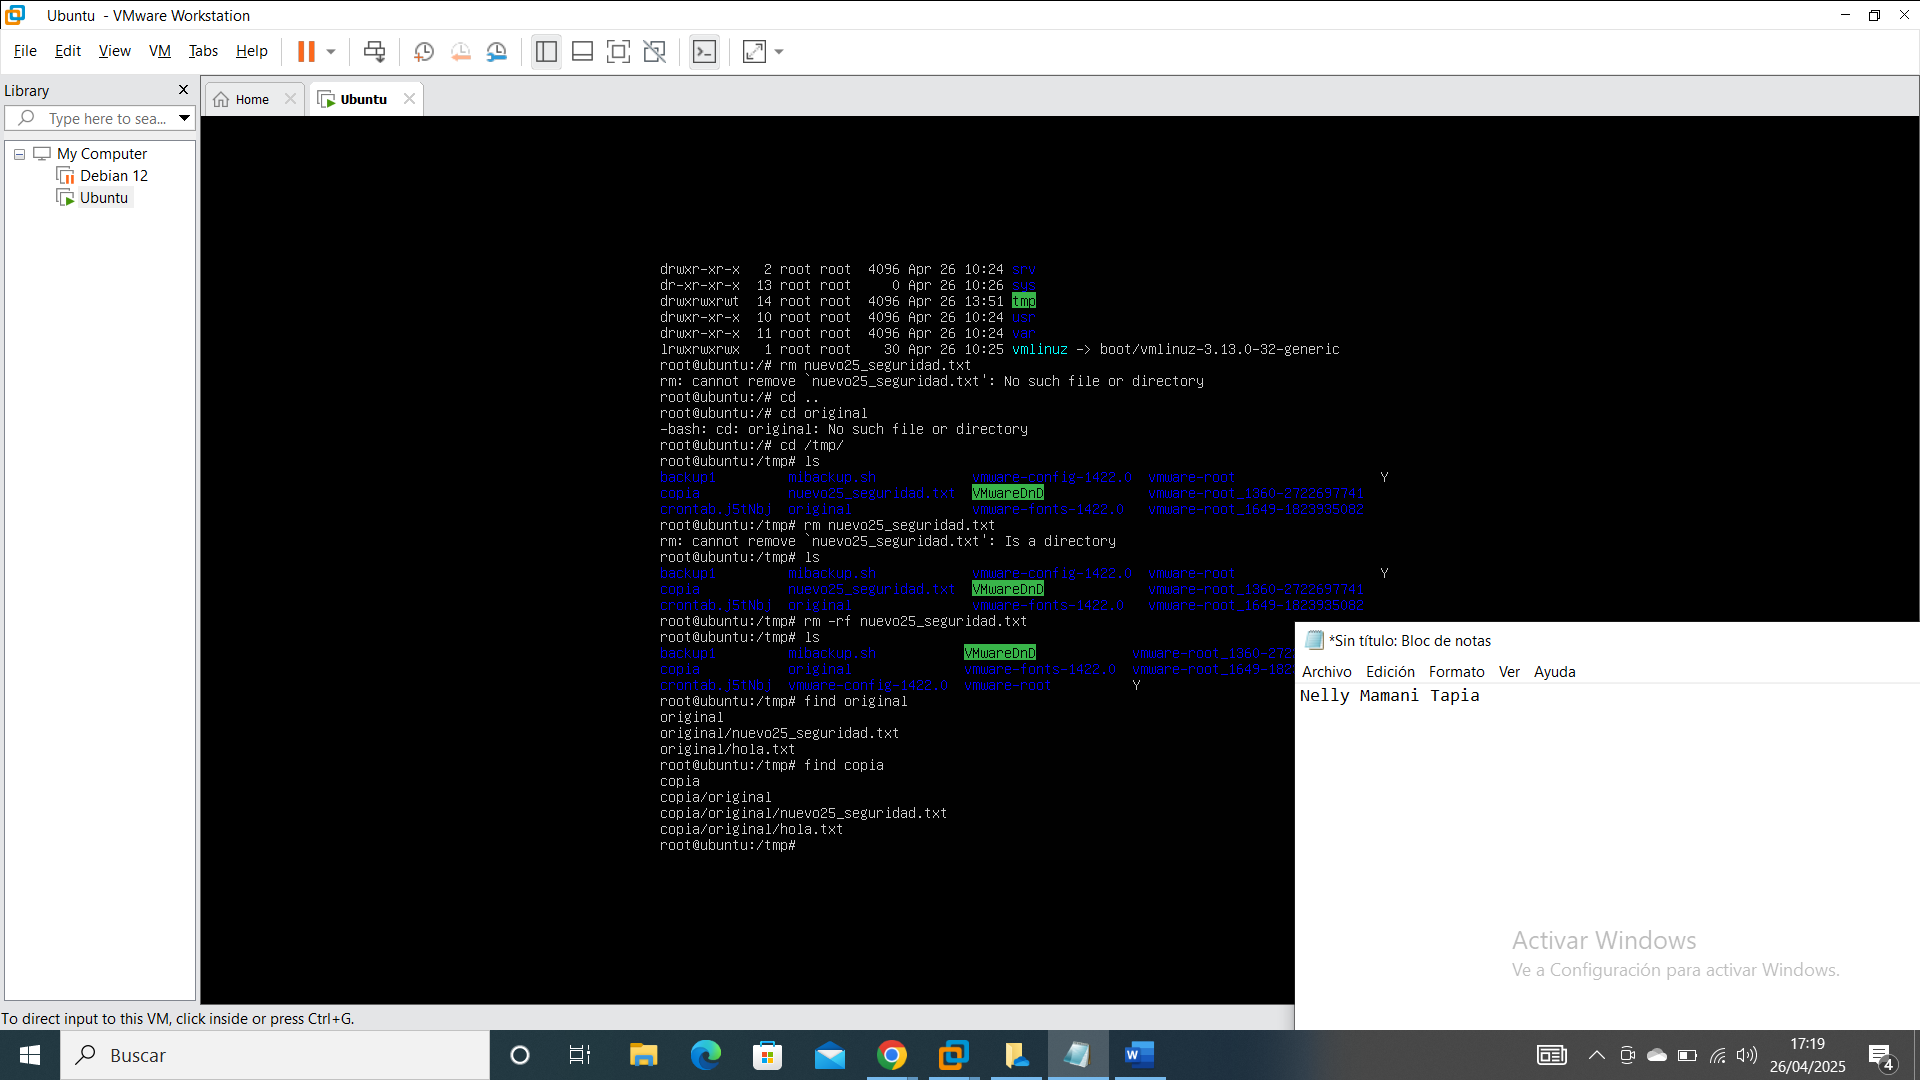 Ubuntu - VMware Workstation
File Edit View VM Tabs Help
Library
Type here to sea...
Home
Ubuntu
My Computer
Debian 12
Ubuntu
drwxr-xr-x 2 root root 4096 Apr 26 10:24 srv
dr-xr-xr-x 13 root root 0 Apr 26 10:26 sys
drwxrwxrwt 14 root root 4096 Apr 26 13:51 tmp
drwxr-xr-x 10 root root 4096 Apr 26 10:24 usr
drwxr-xr-x 11 root root 4096 Apr 26 10:24 var
lrwxrwxrwx 1 root root 30 Apr 26 10:25 vmlinuz -> boot/vmlinuz-3.13.0-32-generic
root@ubuntu:/# rm nuevo25_seguridad.txt
rm: cannot remove `nuevo25_seguridad.txt': No such file or directory
root@ubuntu:/# cd ..
root@ubuntu:/# cd original
-bash: cd: original: No such file or directory
root@ubuntu:/# cd /tmp/
root@ubuntu:/tmp# ls
backup1 mibackup.sh vmware-config-1422.0 vmware-root Y
copia nuevo25_seguridad.txt VMwareDnD vmware-root_1360-2722697741
crontab.j5tNbj original vmware-fonts-1422.0 vmware-root_1649-1823935082
root@ubuntu:/tmp# rm nuevo25_seguridad.txt
rm: cannot remove `nuevo25_seguridad.txt': Is a directory
root@ubuntu:/tmp# ls
backup1 mibackup.sh vmware-config-1422.0 vmware-root Y
copia nuevo25_seguridad.txt VMwareDnD vmware-root_1360-2722697741
crontab.j5tNbj original vmware-fonts-1422.0 vmware-root_1649-1823935082
root@ubuntu:/tmp# rm -rf nuevo25_seguridad.txt
root@ubuntu:/tmp# ls
backup1 mibackup.sh VMwareDnD vmware-root_1360-272
copia original vmware-fonts-1422.0 vmware-root_1649-182
crontab.j5tNbj vmware-config-1422.0 vmware-root Y
root@ubuntu:/tmp# find original
original
original/nuevo25_seguridad.txt
original/hola.txt
root@ubuntu:/tmp# find copia
copia
copia/original
copia/original/nuevo25_seguridad.txt
copia/original/hola.txt
root@ubuntu:/tmp#
*Sin título: Bloc de notas
Archivo Edición Formato Ver Ayuda
Nelly Mamani Tapia
Activar Windows
Ve a Configuración para activar Windows.
To direct input to this VM, click inside or press Ctrl+G.
Buscar
17:19
26/04/2025
4